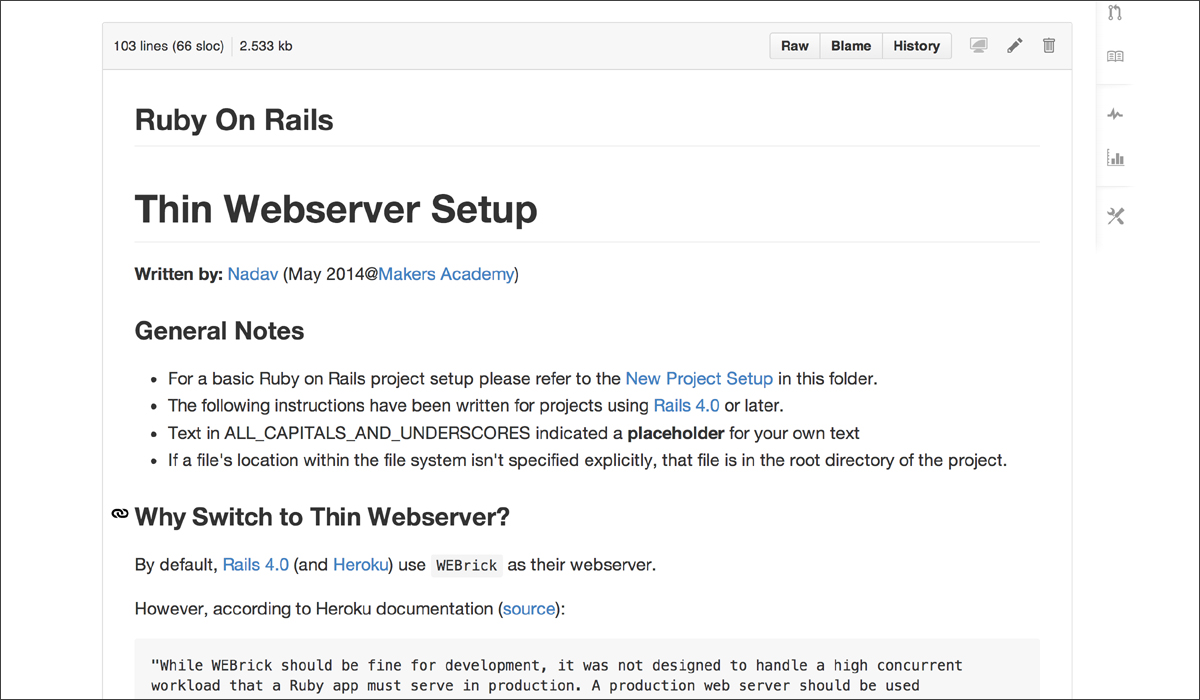 103 lines (66 sloc) 2.533 kb
Raw Blame History
Ruby On Rails
Thin Webserver Setup
Written by: Nadav (May 2014@Makers Academy)
General Notes
• For a basic Ruby on Rails project setup please refer to the New Project Setup in this folder.
• The following instructions have been written for projects using Rails 4.0 or later.
• Text in ALL_CAPITALS_AND_UNDERSCORES indicated a placeholder for your own text
• If a file's location within the file system isn't specified explicitly, that file is in the root directory of the project.
Why Switch to Thin Webserver?
By default, Rails 4.0 (and Heroku) use WEBrick as their webserver.
However, according to Heroku documentation (source):
"While WEBrick should be fine for development, it was not designed to handle a high concurrent
workload that a Ruby app must serve in production. A production web server should be used